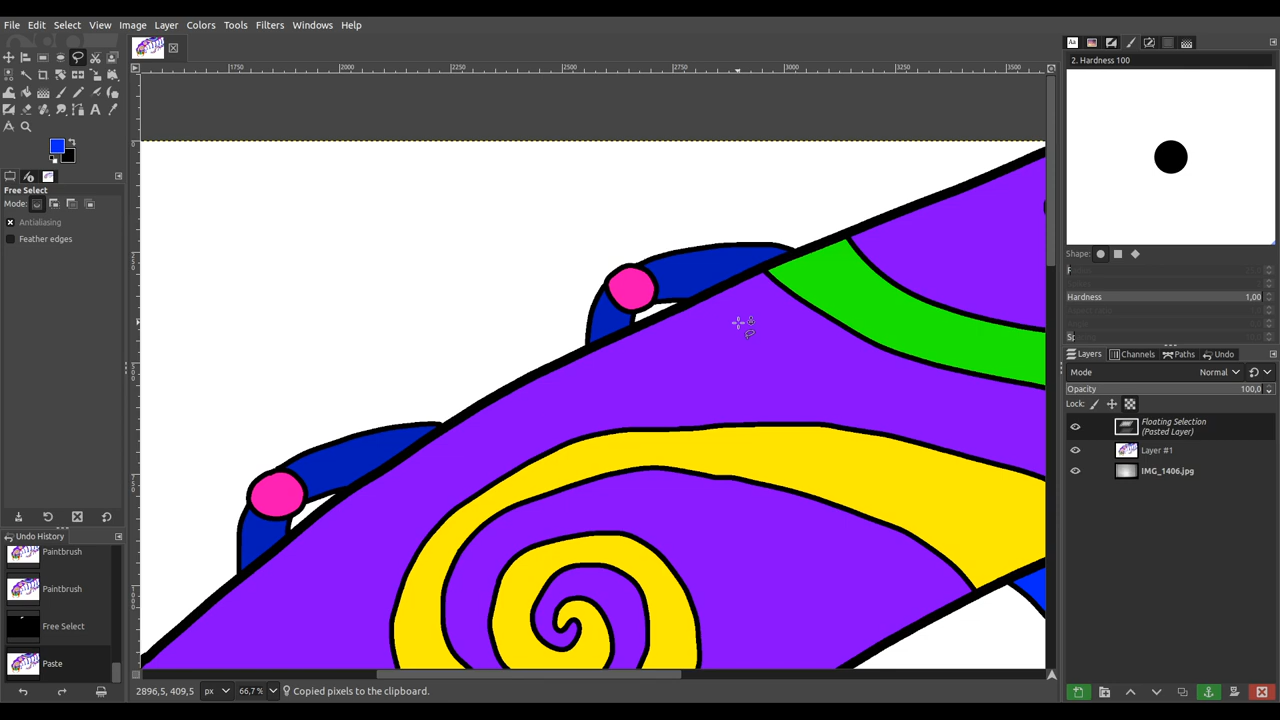 File Edit Select View Image Layer Colors Tools Filters Windows Help
1750 2000 2250 2500 2750 3000 3250 3500
Aa
2. Hardness 100
Free Select
Mode:
Antialiasing
Feather edges
Shape:
Hardness 1,00
Layers Channels Paths Undo
Mode Normal
Opacity 100,0
Lock:
Floating Selection
(Pasted Layer)
Layer #1
IMG_1406.jpg
Undo History
Paintbrush
Paintbrush
Free Select
Paste
2896,5, 409,5 px 66,7 % Copied pixels to the clipboard.